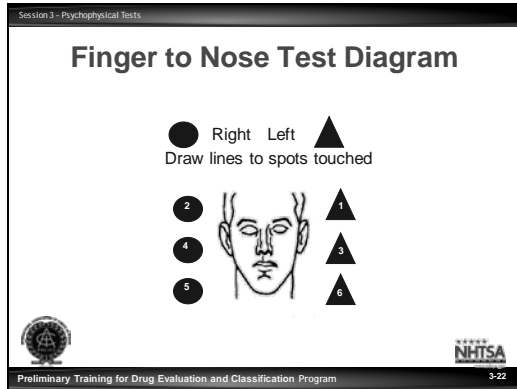 Session 3 - Psychophysical Tests
Finger to Nose Test Diagram
Right Left
Draw lines to spots touched
2 1
4 3
5 6
NHTSA
Preliminary Training for Drug Evaluation and Classification Program 3-22